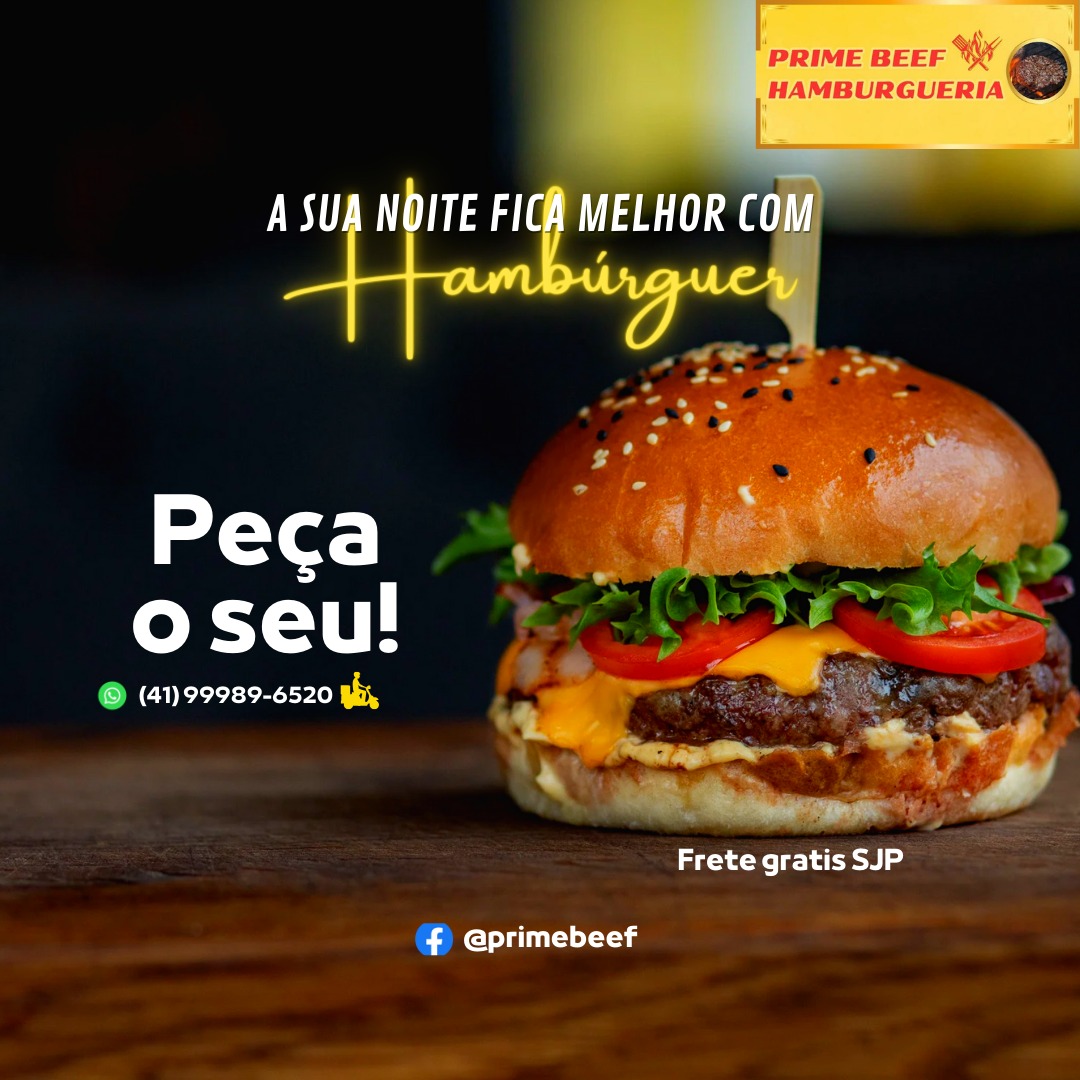 PRIME BEEF
HAMBURGUERIA
A SUA NOITE FICA MELHOR COM
Hambúrguer
Peça
o seu!
(41) 99989-6520
Frete gratis SJP
@primebeef